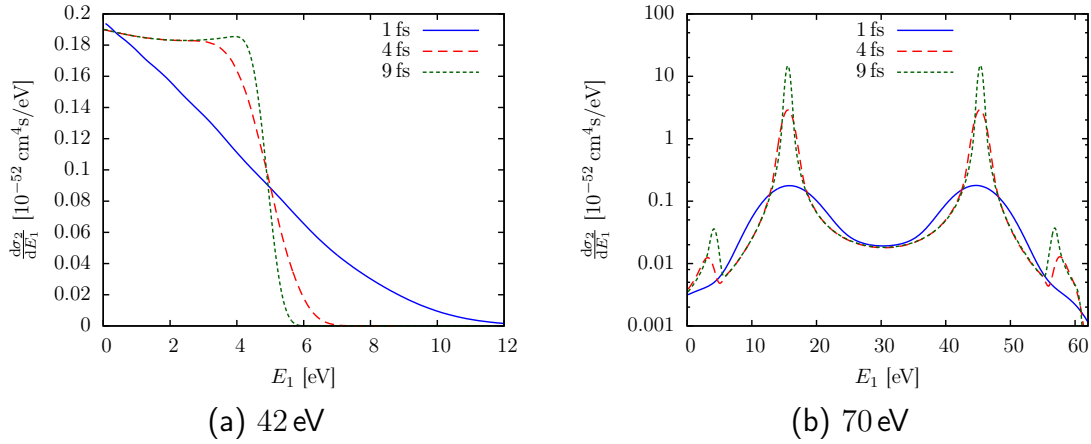 0.2
0.18
0.16
0.14
0.12
0.1
0.08
0.06
0.04
0.02
0
dσ₂/dE₁ [10⁻⁵² cm⁴s/eV]
1 fs
4 fs
9 fs
0 2 4 6 8 10 12
E₁ [eV]
(a) 42 eV
100
10
1
0.1
0.01
0.001
dσ₂/dE₁ [10⁻⁵² cm⁴s/eV]
1 fs
4 fs
9 fs
0 10 20 30 40 50 60
E₁ [eV]
(b) 70 eV